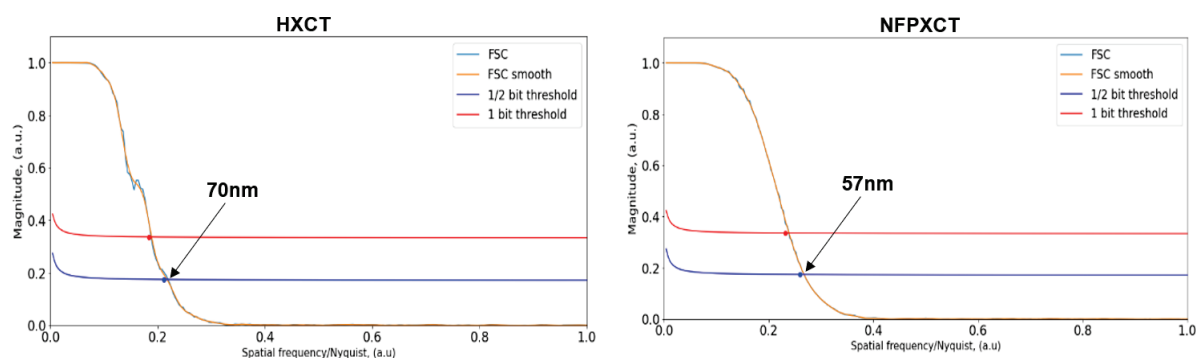 HXCT
Magnitude, (a.u.)
1.0
0.8
0.6
0.4
0.2
0.0
FSC
FSC smooth
1/2 bit threshold
1 bit threshold
70nm
0.0 0.2 0.4 0.6 0.8 1.0
Spatial frequency/Nyquist, (a.u)
NFPXCT
Magnitude, (a.u.)
1.0
0.8
0.6
0.4
0.2
0.0
FSC
FSC smooth
1/2 bit threshold
1 bit threshold
57nm
0.0 0.2 0.4 0.6 0.8 1.0
Spatial frequency/Nyquist, (a.u)